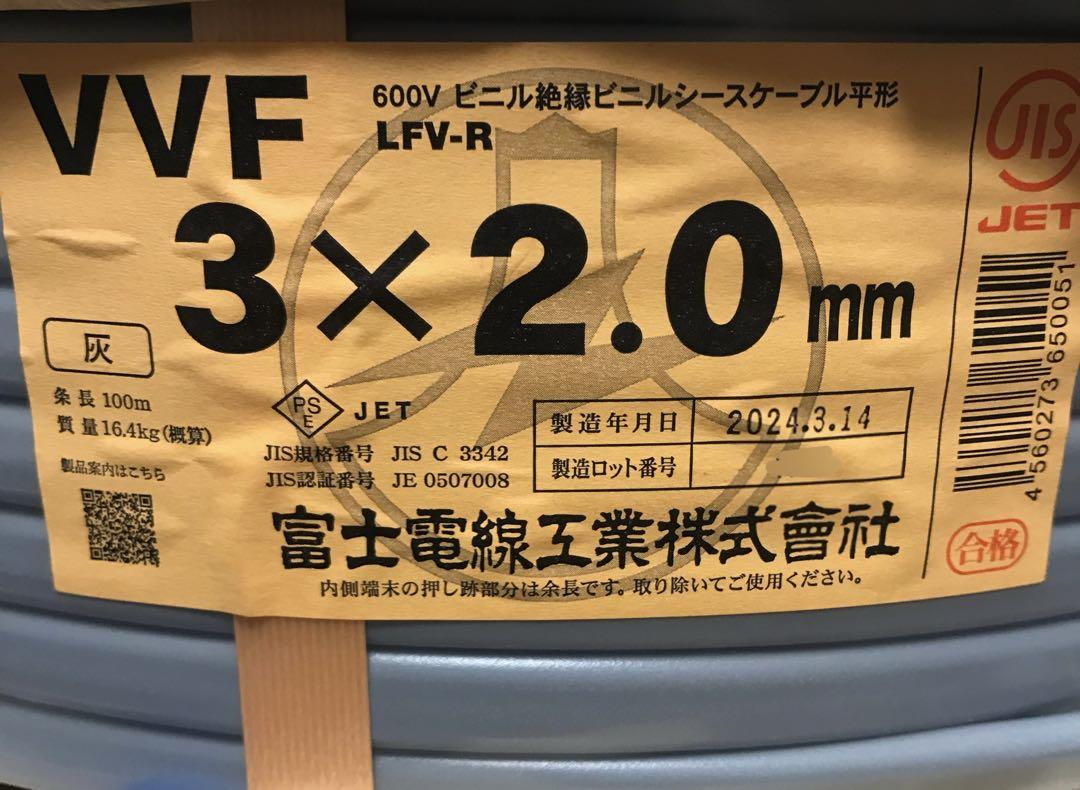 VVF
600V ビニル絶縁ビニルシースケーブル平形
LFV-R
3×2.0mm
灰
条長 100m
質量 16.4kg(概算)
製品案内はこちら
PSE JET
JIS規格番号 JIS C 3342
JIS認証番号 JE 0507008
製造年月日 2024.3.14
製造ロット番号
富士電線工業株式會社
内側端末の押し跡部分は余長です。取り除いてご使用ください。
JIS
JET
4 560273 650051
合格